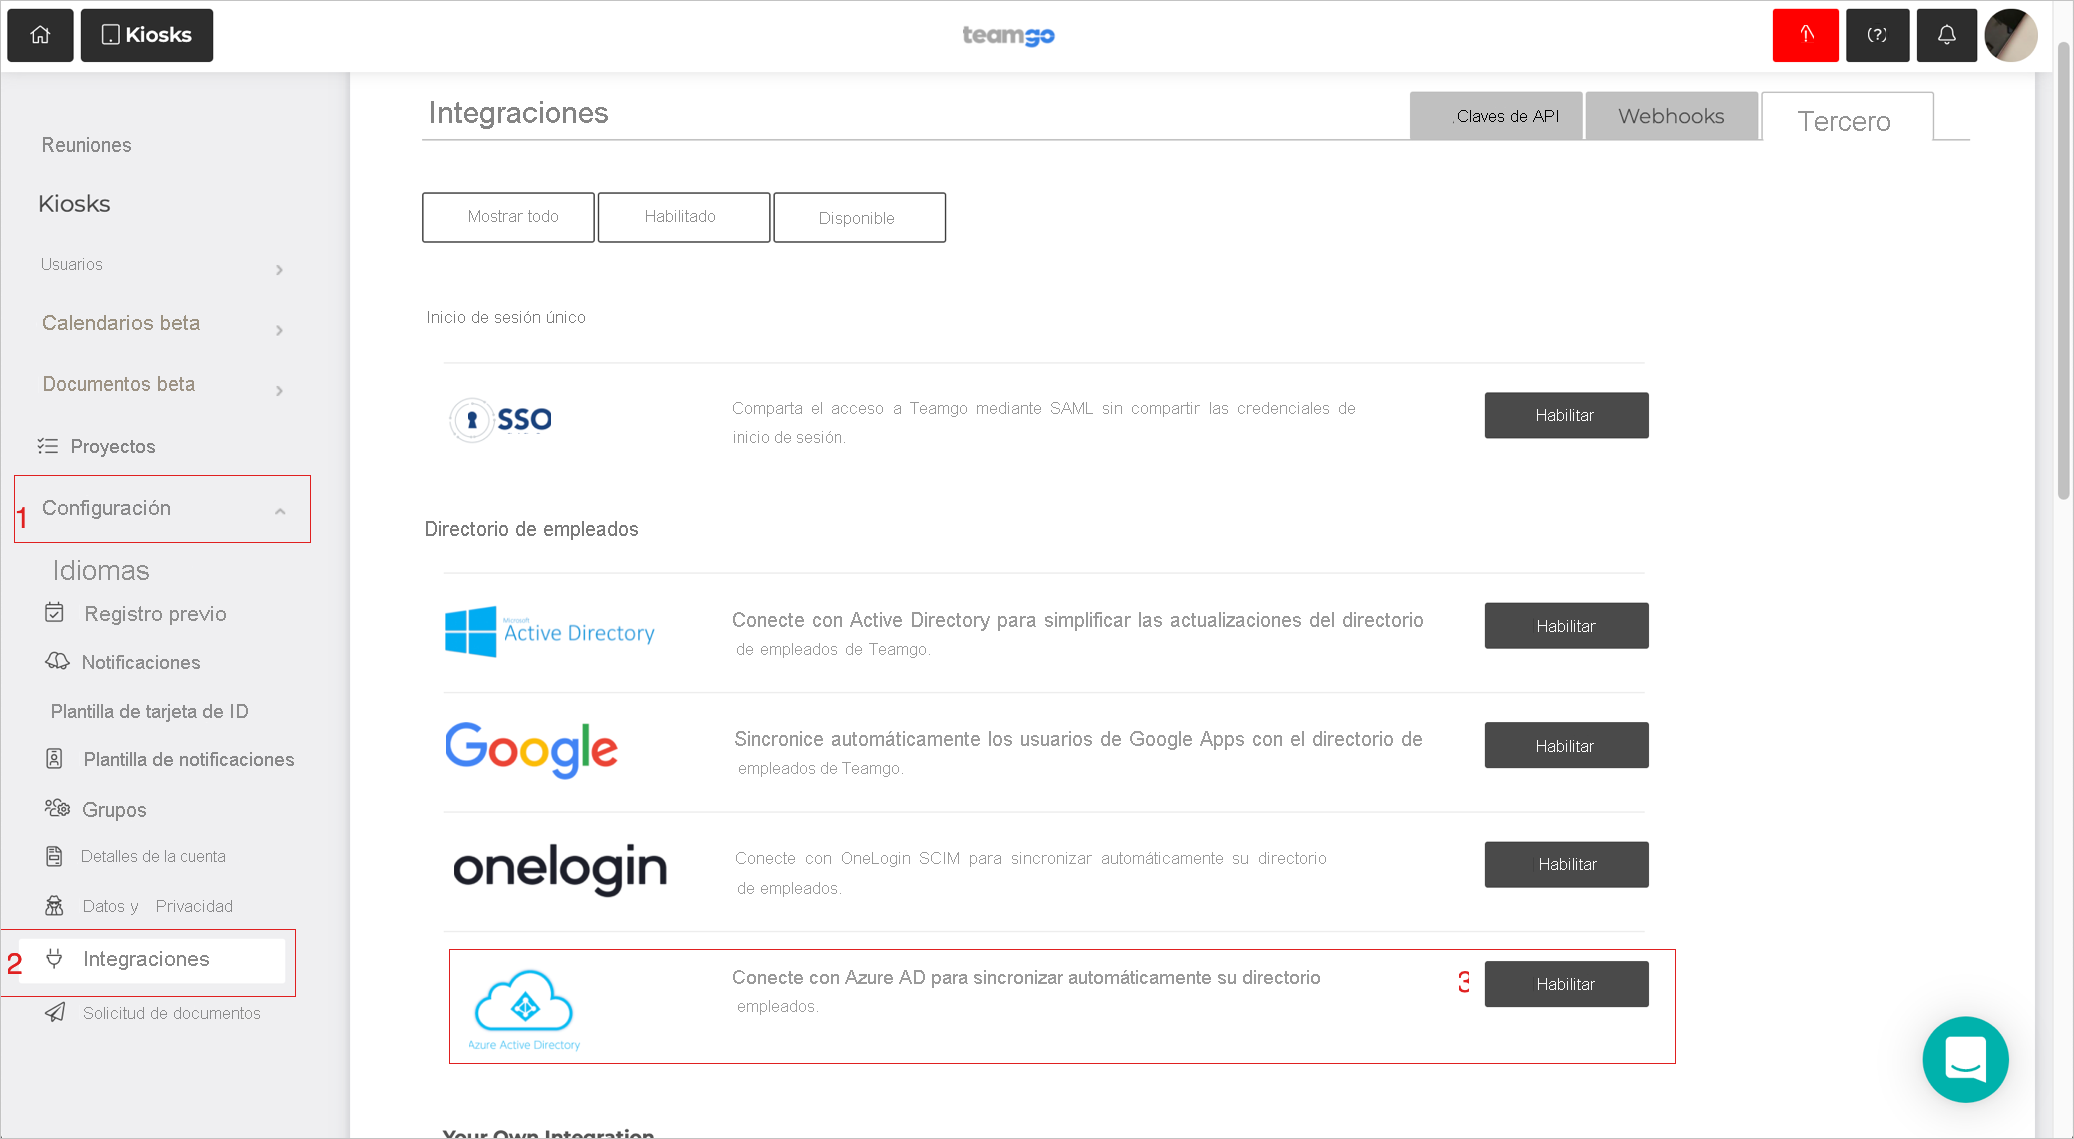 Kiosks
teamgo
(?)
Integraciones
Claves de API
Webhooks
Tercero
Reuniones
Kiosks
Usuarios
Calendarios beta
Documentos beta
Proyectos
1
Configuración
Idiomas
Registro previo
Notificaciones
Plantilla de tarjeta de ID
Plantilla de notificaciones
Grupos
Detalles de la cuenta
Datos y Privacidad
2
Integraciones
Solicitud de documentos
Mostrar todo
Habilitado
Disponible
Inicio de sesión único
SSO
Comparta el acceso a Teamgo mediante SAML sin compartir las credenciales de
inicio de sesión.
Habilitar
Directorio de empleados
Microsoft
Active Directory
Conecte con Active Directory para simplificar las actualizaciones del directorio
de empleados de Teamgo.
Habilitar
Google
Sincronice automáticamente los usuarios de Google Apps con el directorio de
empleados de Teamgo.
Habilitar
onelogin
Conecte con OneLogin SCIM para sincronizar automáticamente su directorio
de empleados.
Habilitar
Azure Active Directory
Conecte con Azure AD para sincronizar automáticamente su directorio
empleados.
3
Habilitar
Your Own Integration